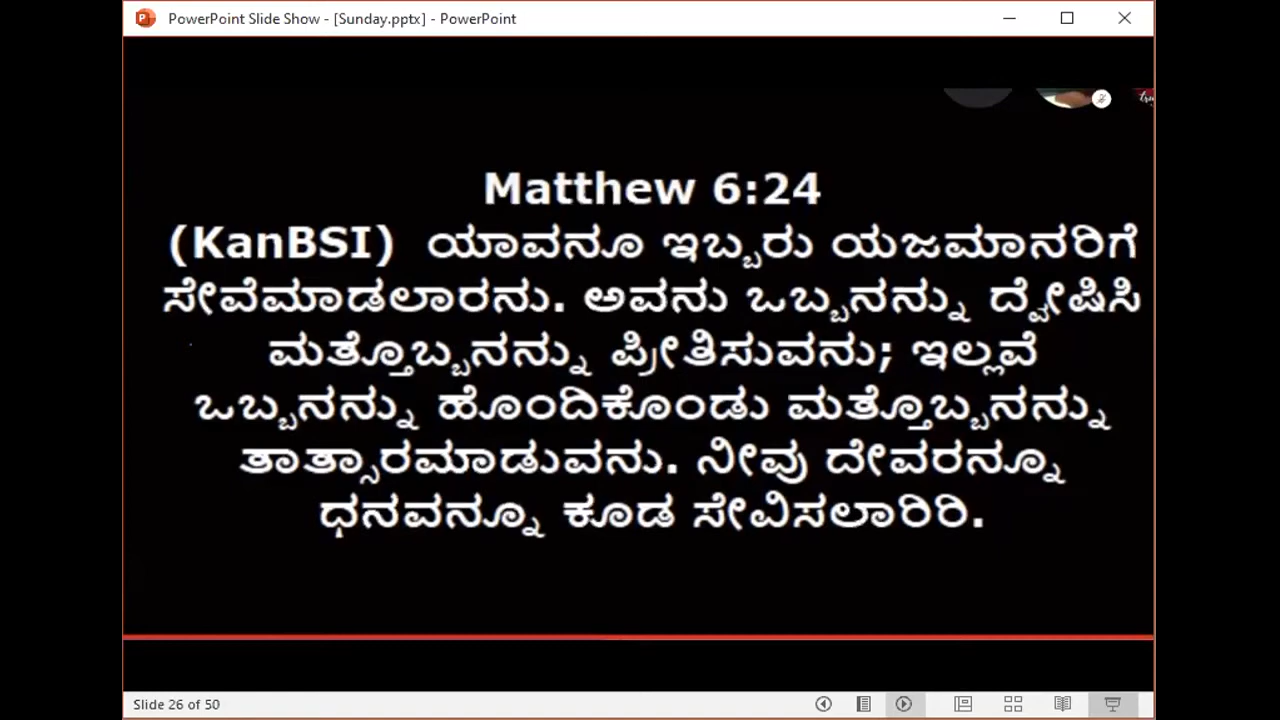 PowerPoint Slide Show - [Sunday.pptx] - PowerPoint
Matthew 6:24
(KanBSI) ಯಾವನೂ ಇಬ್ಬರು ಯಜಮಾನರಿಗೆ
ಸೇವೆಮಾಡಲಾರನು. ಅವನು ಒಬ್ಬನನ್ನು ದ್ವೇಷಿಸಿ
ಮತ್ತೊಬ್ಬನನ್ನು ಪ್ರೀತಿಸುವನು; ಇಲ್ಲವೆ
ಒಬ್ಬನನ್ನು ಹೊಂದಿಕೊಂಡು ಮತ್ತೊಬ್ಬನನ್ನು
ತಾತ್ಸಾರಮಾಡುವನು. ನೀವು ದೇವರನ್ನೂ
ಧನವನ್ನೂ ಕೂಡ ಸೇವಿಸಲಾರಿರಿ.
Slide 26 of 50